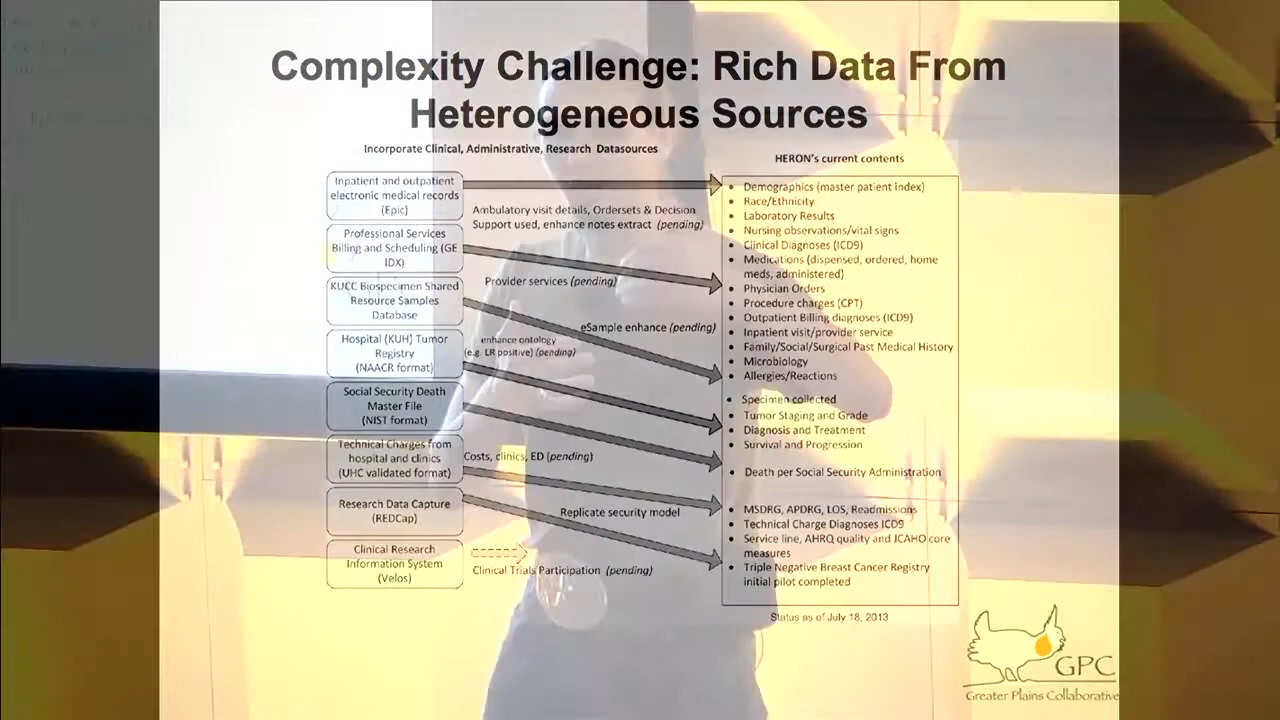 Complexity Challenge: Rich Data From
Heterogeneous Sources
Incorporate Clinical, Administrative, Research Datasources
Inpatient and outpatient
electronic medical records
(Epic)
Professional Services
Billing and Scheduling (GE
IDX)
KUCC Biospecimen Shared
Resource Samples
Database
Hospital (KUH) Tumor
Registry
(NAACR format)
Social Security Death
Master File
(NIST format)
Technical Charges from
hospital and clinics
(UHC validated format)
Research Data Capture
(REDCap)
Clinical Research
Information System
(Velos)
Ambulatory visit details, Ordersets & Decision
Support used, enhance notes extract (pending)
Provider services (pending)
eSample enhance (pending)
enhance ontology
(e.g. ER positive) (pending)
Costs, clinics, ED (pending)
Replicate security model
Clinical Trials Participation (pending)
HERON's current contents
• Demographics (master patient index)
• Race/Ethnicity
• Laboratory Results
• Nursing observations/vital signs
• Clinical Diagnoses (ICD9)
• Medications (dispensed, ordered, home
meds, administered)
• Physician Orders
• Procedure charges (CPT)
• Outpatient Billing diagnoses (ICD9)
• Inpatient visit/provider service
• Family/Social/Surgical Past Medical History
• Microbiology
• Allergies/Reactions
• Specimen collected
• Tumor Staging and Grade
• Diagnosis and Treatment
• Survival and Progression
• Death per Social Security Administration
• MSDRG, APDRG, LOS, Readmissions
• Technical Charge Diagnoses ICD9
• Service line, AHRQ quality and JCAHO core
measures
• Triple Negative Breast Cancer Registry
initial pilot completed
Status as of July 18, 2013
GPC
Greater Plains Collaborative